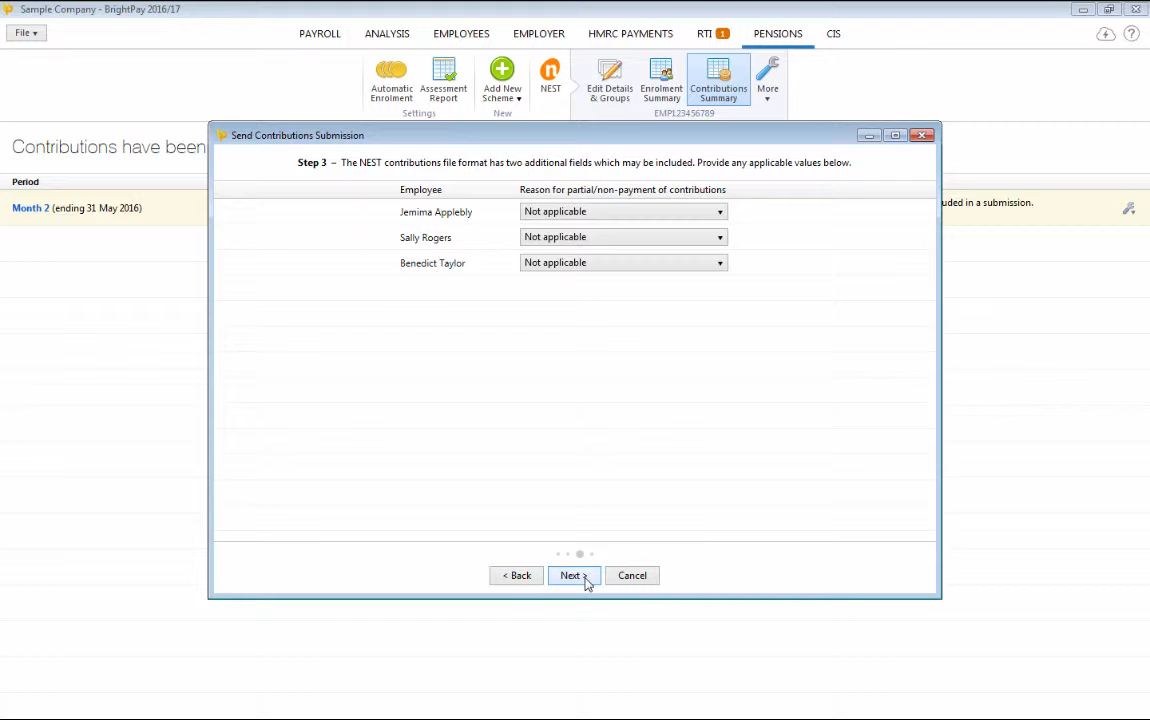 Sample Company - BrightPay 2016/17
File
PAYROLL ANALYSIS EMPLOYEES EMPLOYER HMRC PAYMENTS RTI 1 PENSIONS CIS
Automatic Enrolment
Assessment Report
Settings
Add New Scheme
New
n
NEST
Edit Details & Groups
Enrolment Summary
Contributions Summary
More
EMP123456789
Contributions have been
Period
Month 2 (ending 31 May 2016)
uded in a submission.
Send Contributions Submission
Step 3 – The NEST contributions file format has two additional fields which may be included. Provide any applicable values below.
Employee Reason for partial/non-payment of contributions
Jemima Applebly Not applicable
Sally Rogers Not applicable
Benedict Taylor Not applicable
< Back Next > Cancel